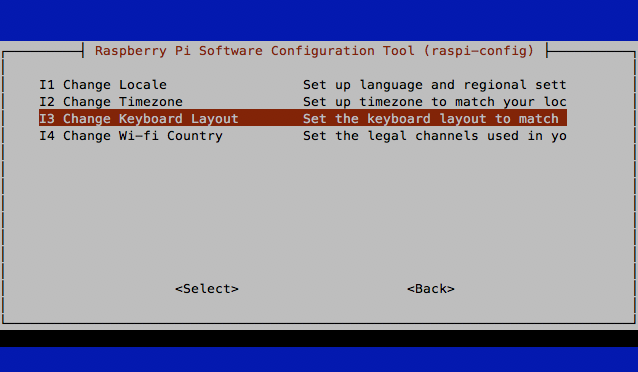 Raspberry Pi Software Configuration Tool (raspi-config)
I1 Change Locale Set up language and regional sett
I2 Change Timezone Set up timezone to match your loc
I3 Change Keyboard Layout Set the keyboard layout to match
I4 Change Wi-fi Country Set the legal channels used in yo
<Select> <Back>